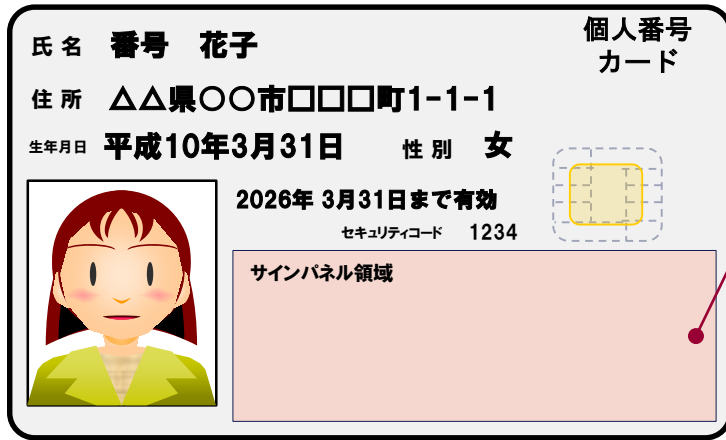 氏名 番号 花子
個人番号
カード
住所 △△県○○市□□□町1-1-1
生年月日 平成10年3月31日 性別 女
2026年 3月31日まで有効
セキュリティコード 1234
サインパネル領域